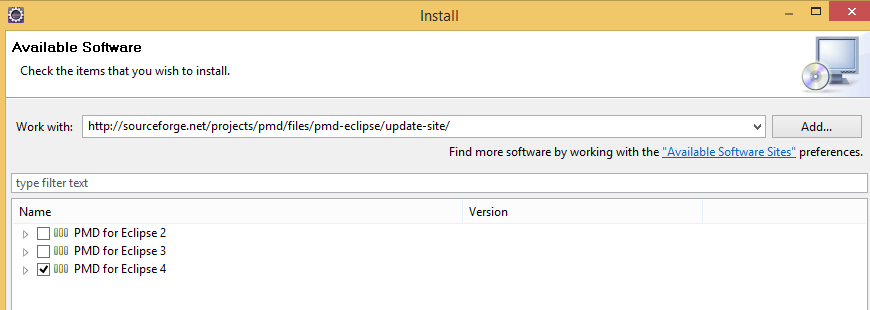 Install
Available Software
Check the items that you wish to install.
Work with: http://sourceforge.net/projects/pmd/files/pmd-eclipse/update-site/ Add...
Find more software by working with the "Available Software Sites" preferences.
type filter text
Name Version
PMD for Eclipse 2
PMD for Eclipse 3
PMD for Eclipse 4